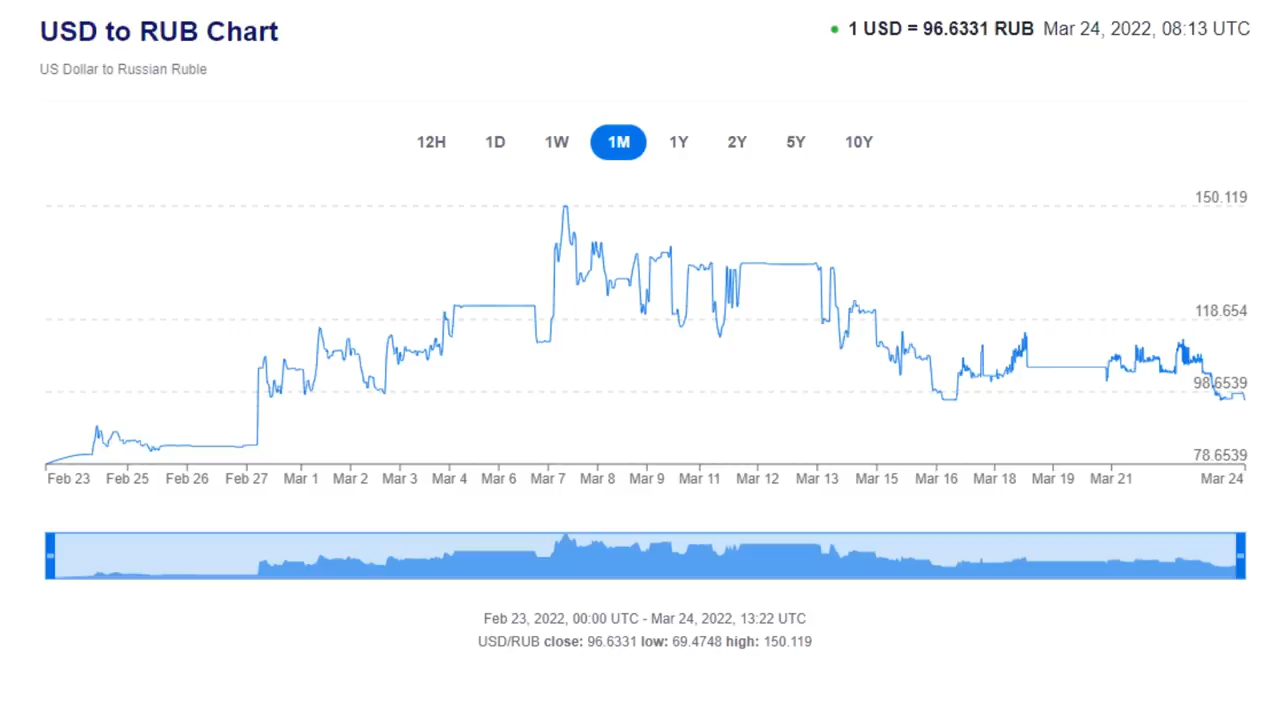 USD to RUB Chart
1 USD = 96.6331 RUB Mar 24, 2022, 08:13 UTC
US Dollar to Russian Ruble
12H 1D 1W 1M 1Y 2Y 5Y 10Y
150.119
118.654
98.6539
78.6539
Feb 23 Feb 25 Feb 26 Feb 27 Mar 1 Mar 2 Mar 3 Mar 4 Mar 6 Mar 7 Mar 8 Mar 9 Mar 11 Mar 12 Mar 13 Mar 15 Mar 16 Mar 18 Mar 19 Mar 21 Mar 24
Feb 23, 2022, 00:00 UTC - Mar 24, 2022, 13:22 UTC
USD/RUB close: 96.6331 low: 69.4748 high: 150.119